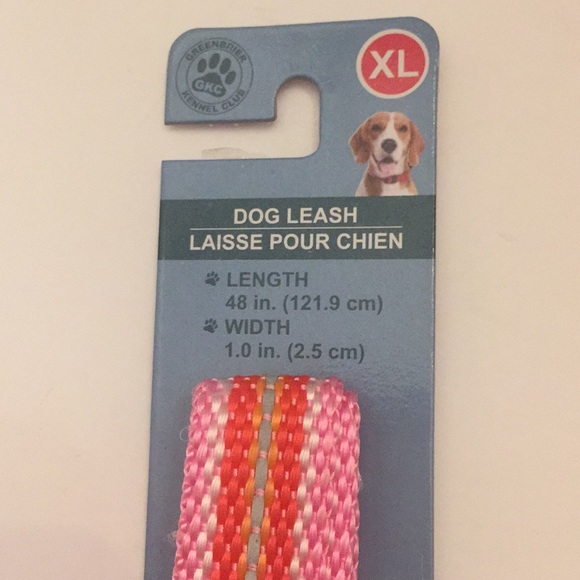 GREENBRIER
GKC
KENNEL CLUB
XL
DOG LEASH
LAISSE POUR CHIEN
LENGTH
48 in. (121.9 cm)
WIDTH
1.0 in. (2.5 cm)